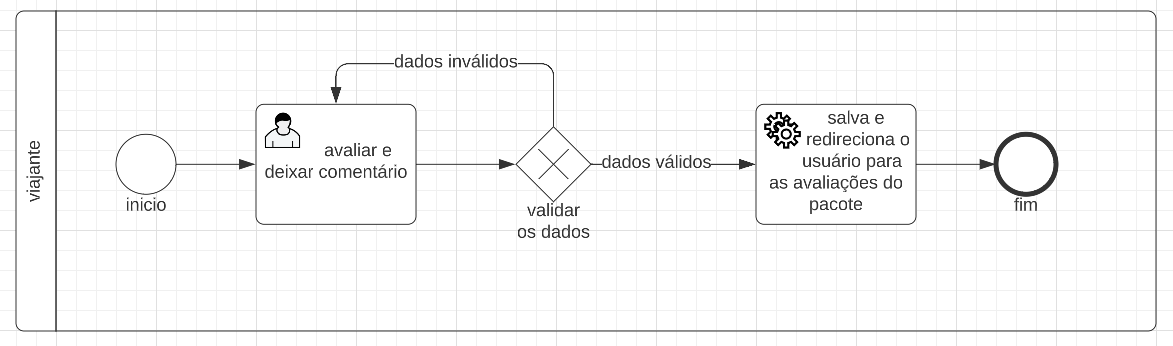 viajante
inicio
avaliar e
deixar comentário
dados inválidos
validar
os dados
dados válidos
salva e
redireciona o
usuário para
as avaliações do
pacote
fim